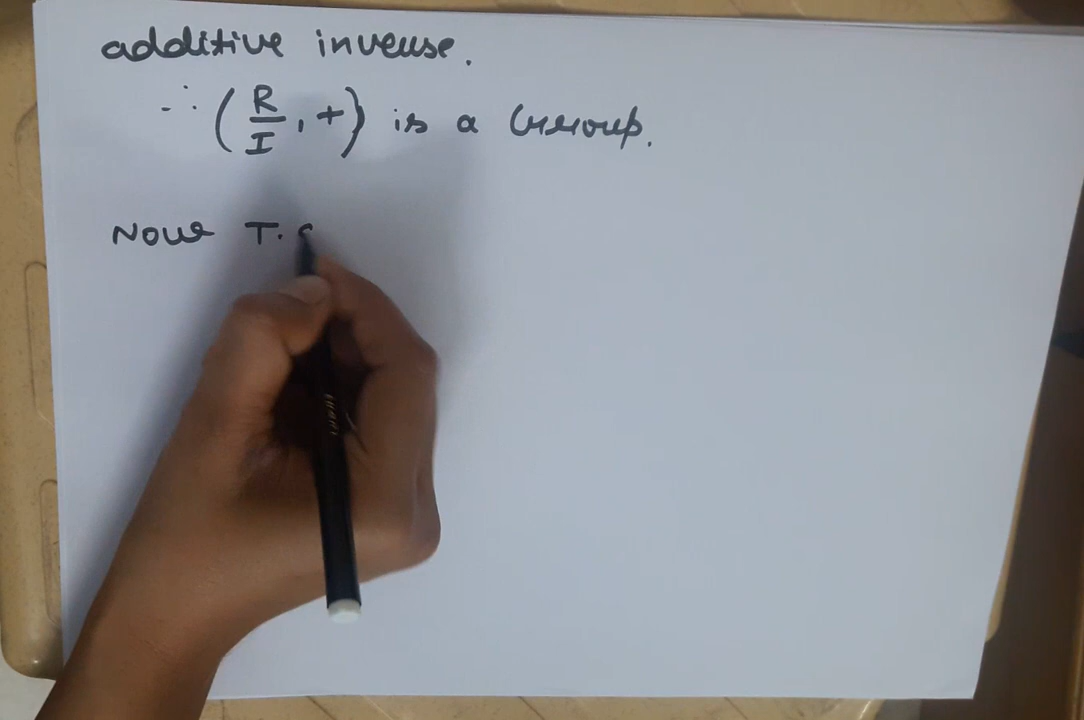 additive inverse.
∴ (R/I, +) is a Group.
Now T.